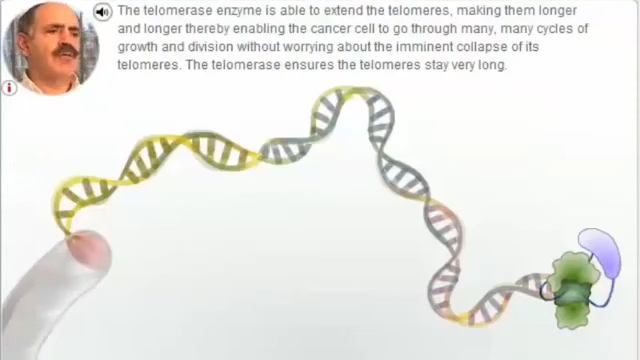 The telomerase enzyme is able to extend the telomeres, making them longer
and longer thereby enabling the cancer cell to go through many, many cycles of
growth and division without worrying about the imminent collapse of its
telomeres. The telomerase ensures the telomeres stay very long.
i